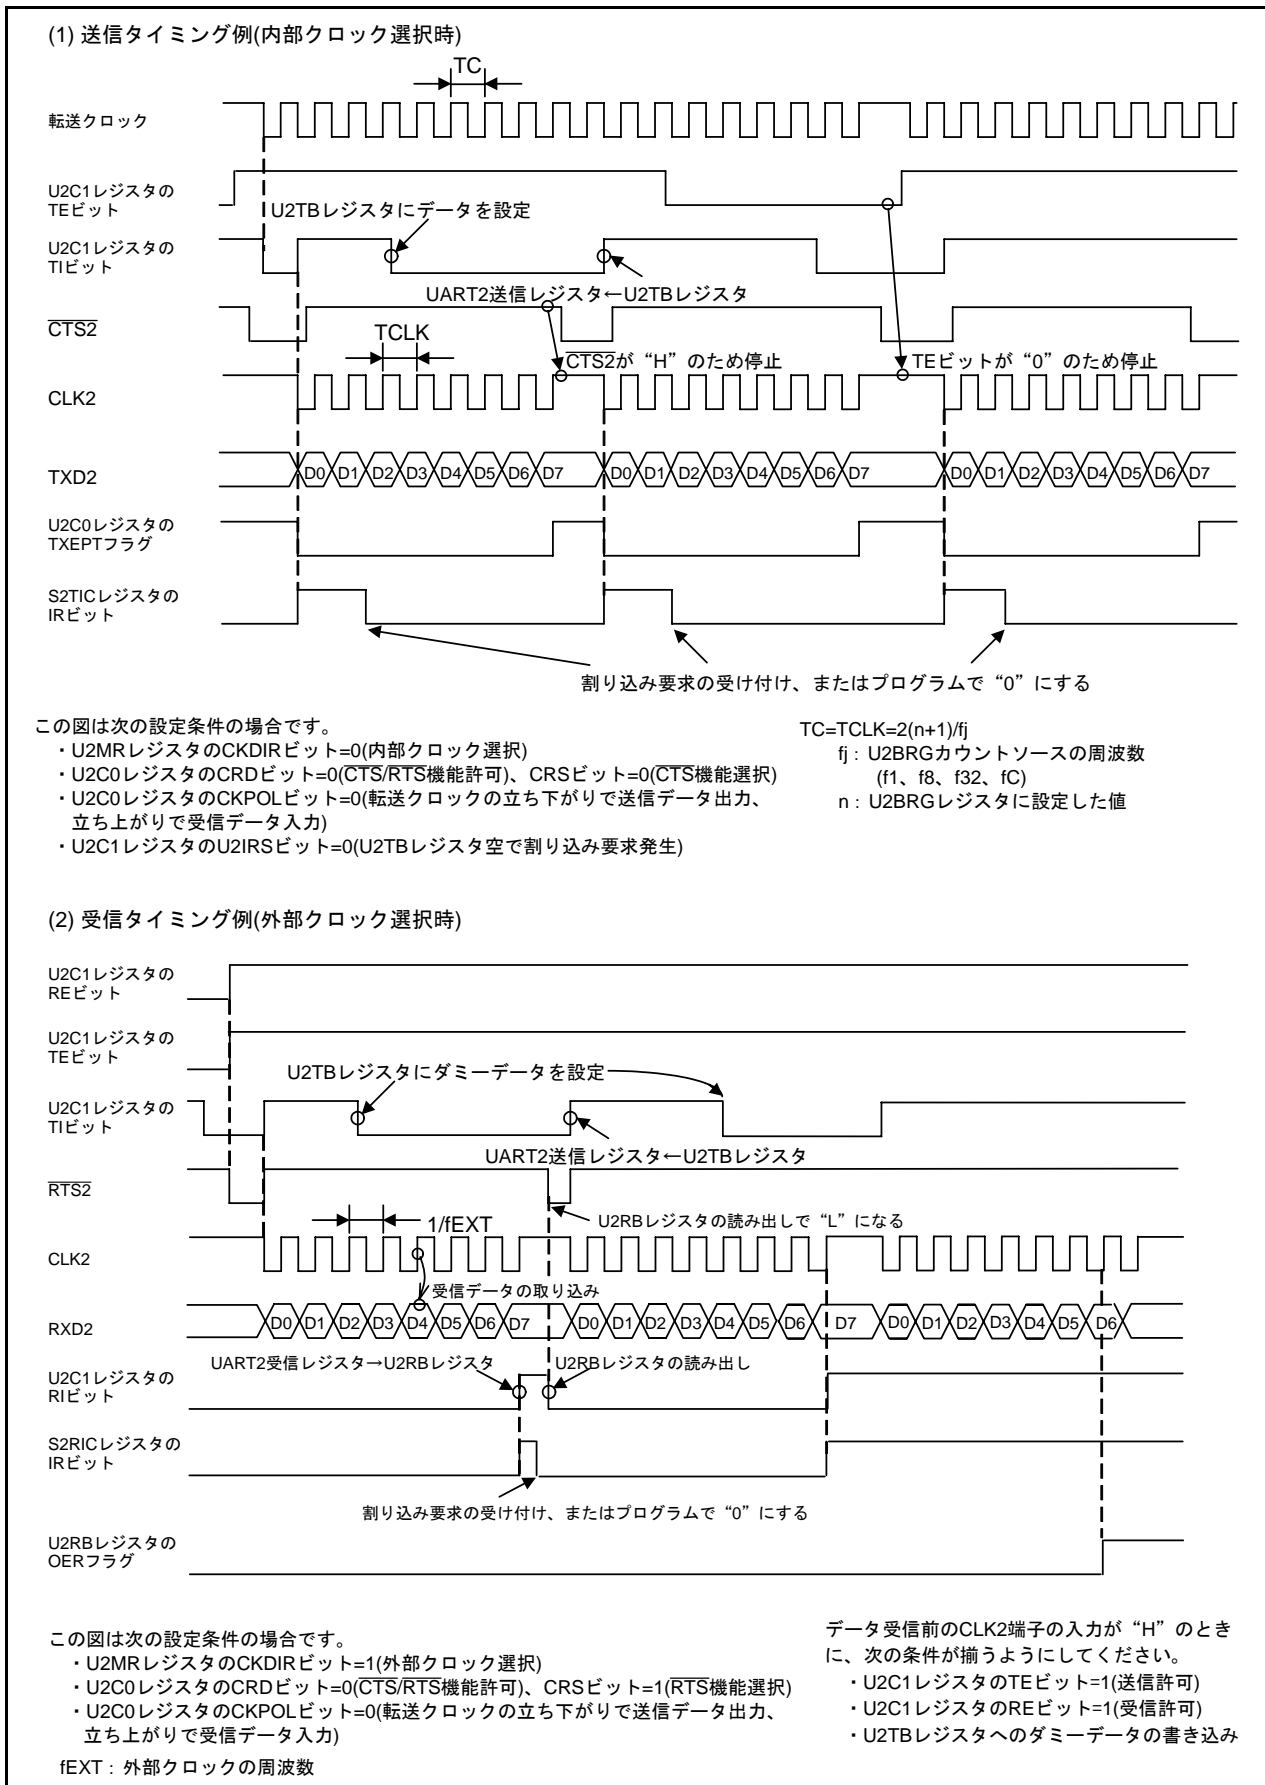 (1) 送信タイミング例(内部クロック選択時)
TC
転送クロック
U2C1レジスタの
TEビット
U2TBレジスタにデータを設定
U2C1レジスタの
TIビット
UART2送信レジスタ←U2TBレジスタ
CTS2
TCLK
CTS2が“H”のため停止
TEビットが“0”のため停止
CLK2
TXD2
D0 D1 D2 D3 D4 D5 D6 D7 D0 D1 D2 D3 D4 D5 D6 D7 D0 D1 D2 D3 D4 D5 D6 D7
U2C0レジスタの
TXEPTフラグ
S2TICレジスタの
IRビット
割り込み要求の受け付け、またはプログラムで“0”にする
この図は次の設定条件の場合です。
・U2MRレジスタのCKDIRビット=0(内部クロック選択)
・U2C0レジスタのCRDビット=0(CTS/RTS機能許可)、CRSビット=0(CTS機能選択)
・U2C0レジスタのCKPOLビット=0(転送クロックの立ち下がりで送信データ出力、
立ち上がりで受信データ入力)
・U2C1レジスタのU2IRSビット=0(U2TBレジスタ空で割り込み要求発生)
TC=TCLK=2(n+1)/fj
fj : U2BRGカウントソースの周波数
(f1、f8、f32、fC)
n : U2BRGレジスタに設定した値
(2) 受信タイミング例(外部クロック選択時)
U2C1レジスタの
REビット
U2C1レジスタの
TEビット
U2TBレジスタにダミーデータを設定
U2C1レジスタの
TIビット
UART2送信レジスタ←U2TBレジスタ
RTS2
1/fEXT
U2RBレジスタの読み出しで“L”になる
CLK2
受信データの取り込み
RXD2
D0 D1 D2 D3 D4 D5 D6 D7 D0 D1 D2 D3 D4 D5 D6 D7 D0 D1 D2 D3 D4 D5 D6
UART2受信レジスタ→U2RBレジスタ
U2RBレジスタの読み出し
U2C1レジスタの
RIビット
S2RICレジスタの
IRビット
割り込み要求の受け付け、またはプログラムで“0”にする
U2RBレジスタの
OERフラグ
この図は次の設定条件の場合です。
・U2MRレジスタのCKDIRビット=1(外部クロック選択)
・U2C0レジスタのCRDビット=0(CTS/RTS機能許可)、CRSビット=1(RTS機能選択)
・U2C0レジスタのCKPOLビット=0(転送クロックの立ち下がりで送信データ出力、
立ち上がりで受信データ入力)
fEXT : 外部クロックの周波数
データ受信前のCLK2端子の入力が“H”のとき
に、次の条件が揃うようにしてください。
・U2C1レジスタのTEビット=1(送信許可)
・U2C1レジスタのREビット=1(受信許可)
・U2TBレジスタへのダミーデータの書き込み